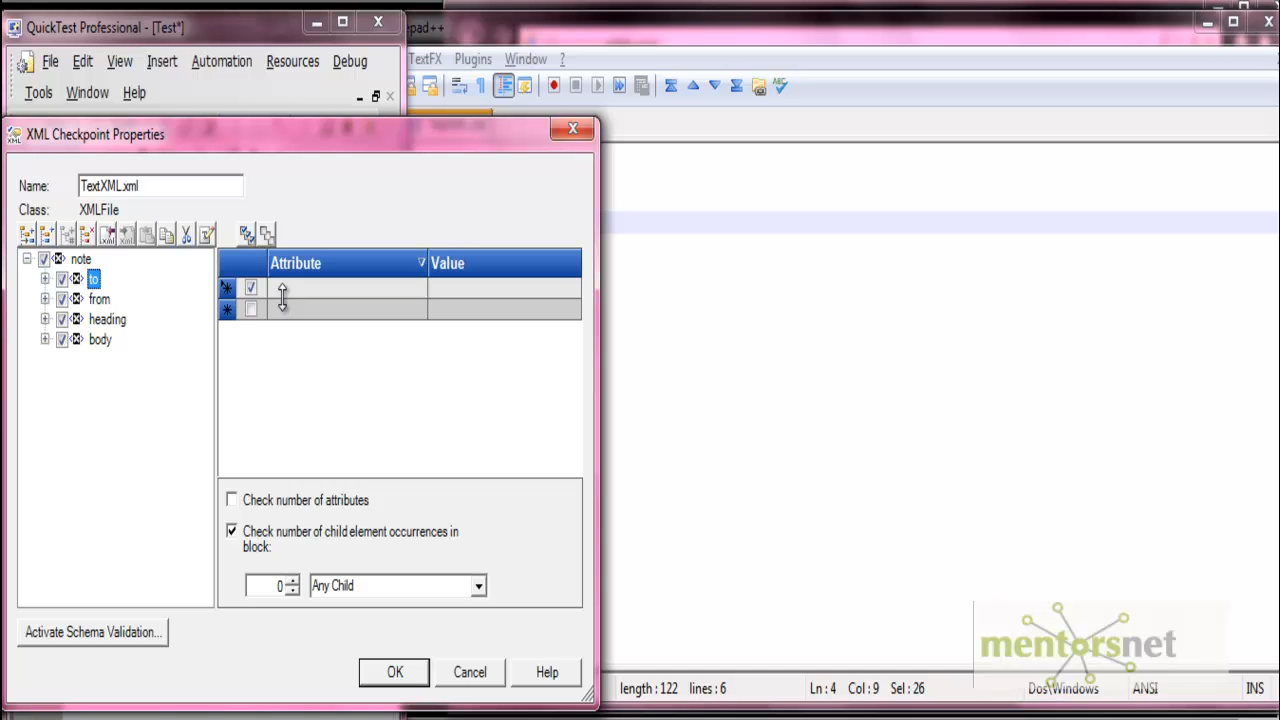 QuickTest Professional - [Test*]
epad++
File Edit View Insert Automation Resources Debug
TextFX Plugins Window ?
Tools Window Help
XML Checkpoint Properties
Name: TextXML.xml
Class: XMLFile
note
to
from
heading
body
Attribute Value
Check number of attributes
Check number of child element occurrences in
block:
0 Any Child
Activate Schema Validation...
OK Cancel Help
mentorsnet
length : 122 lines : 6 Ln : 4 Col : 9 Sel : 26 Dos\Windows ANSI INS